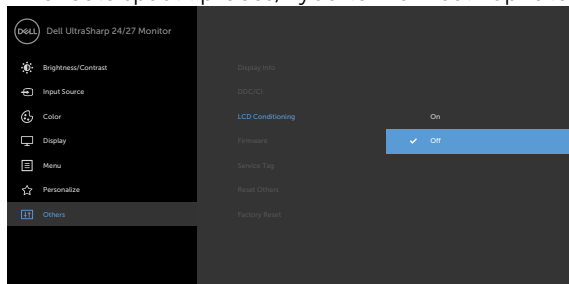 DELL
Dell UltraSharp 24/27 Monitor
Brightness/Contrast
Display Info
Input Source
DDC/CI
Color
LCD Conditioning
On
Display
Firmware
Off
Menu
Service Tag
Personalize
Reset Others
Others
Factory Reset